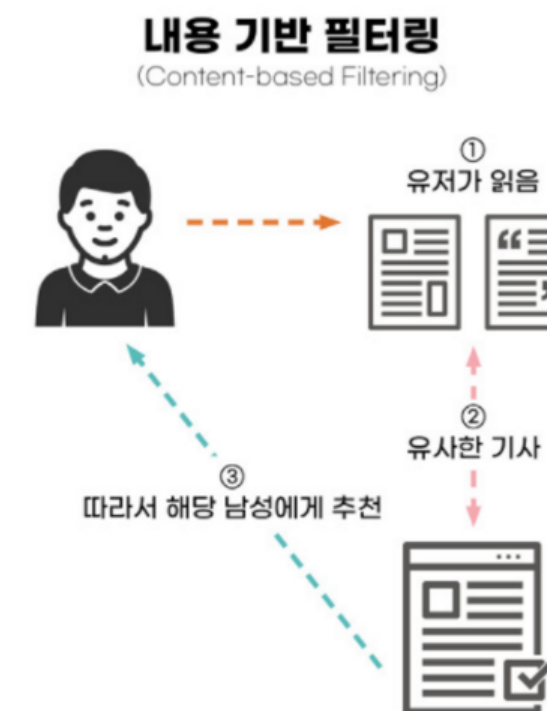 내용 기반 필터링
(Content-based Filtering)
①
유저가 읽음
②
유사한 기사
③
따라서 해당 남성에게 추천